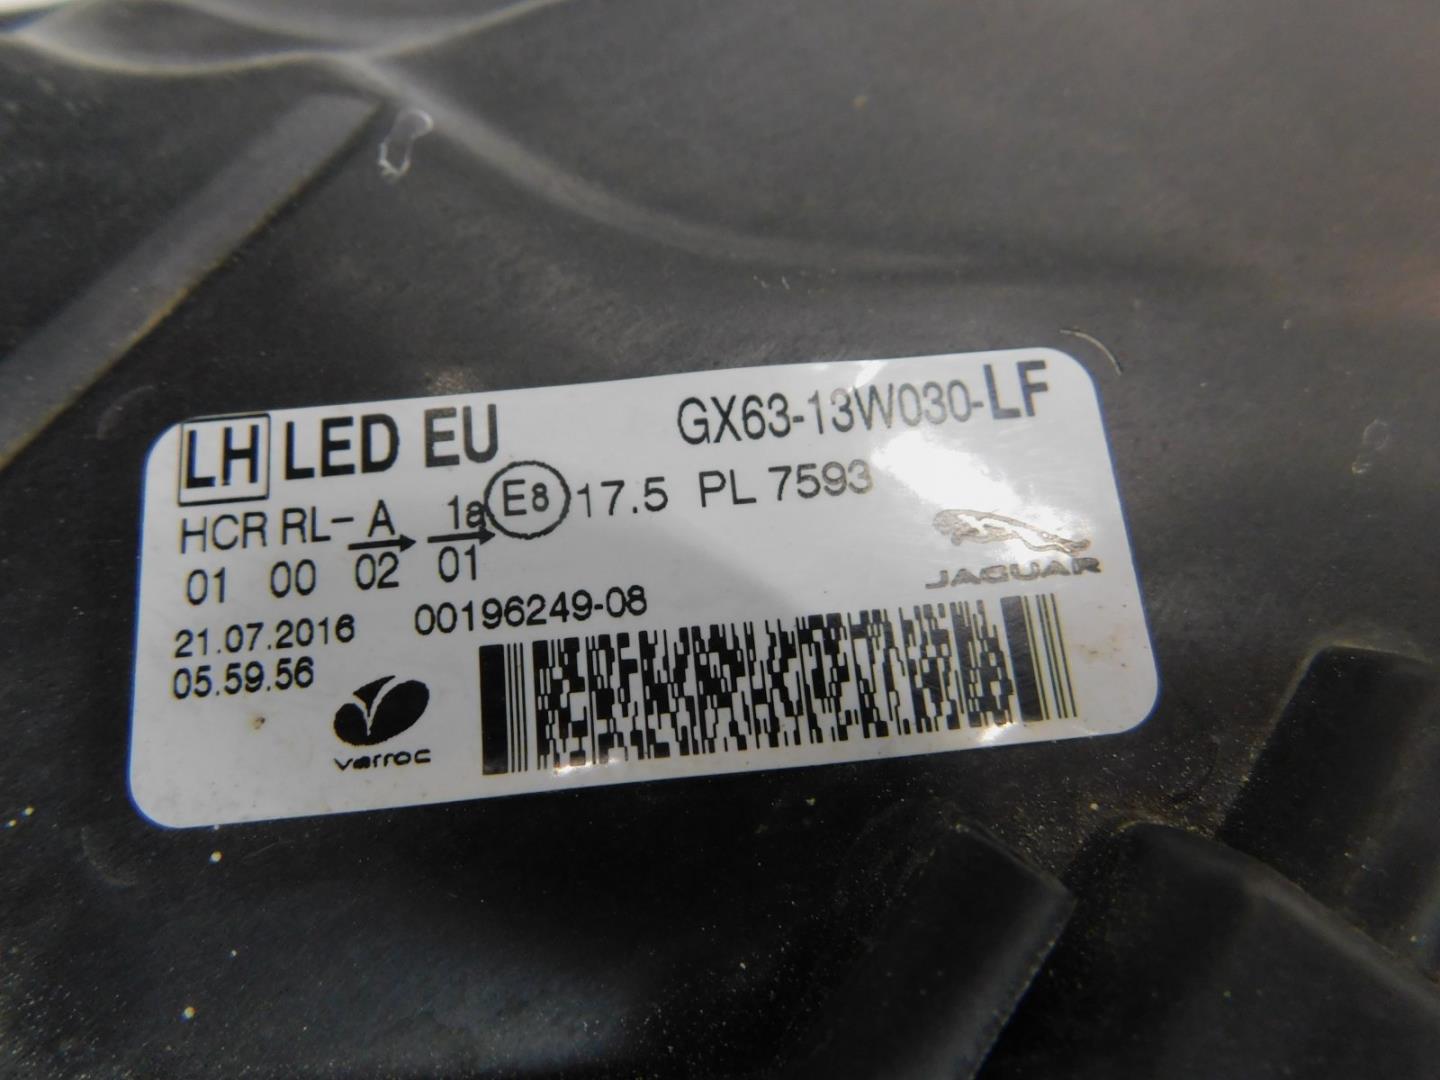 LH LED EU GX63-13W030-LF
HCR RL-A 1a E8 17.5 PL 7593
01 00 02 01
JAGUAR
21.07.2016 00196249-08
05.59.56
varroc